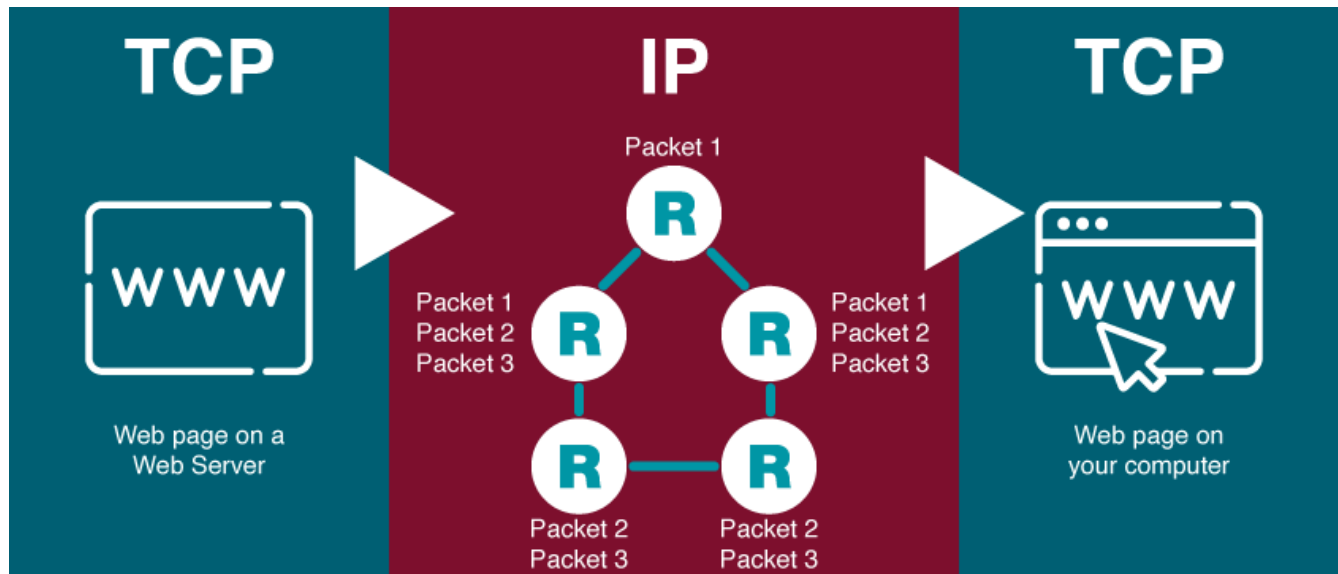 TCP
WWW
Web page on a
Web Server
IP
Packet 1
R
Packet 1
Packet 2
Packet 3
R
R
Packet 1
Packet 2
Packet 3
R
R
Packet 2
Packet 3
Packet 2
Packet 3
TCP
WWW
Web page on
your computer